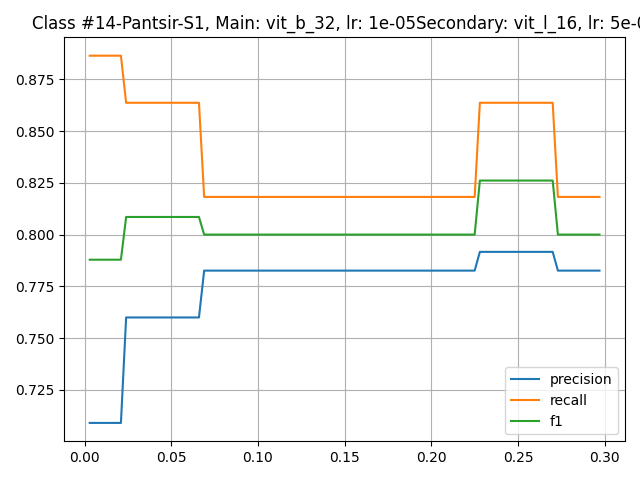 Class #14-Pantsir-S1, Main: vit_b_32, lr: 1e-05Secondary: vit_l_16, lr: 5e-0
0.875
0.850
0.825
0.800
0.775
0.750
0.725
0.00 0.05 0.10 0.15 0.20 0.25 0.30
precision
recall
f1